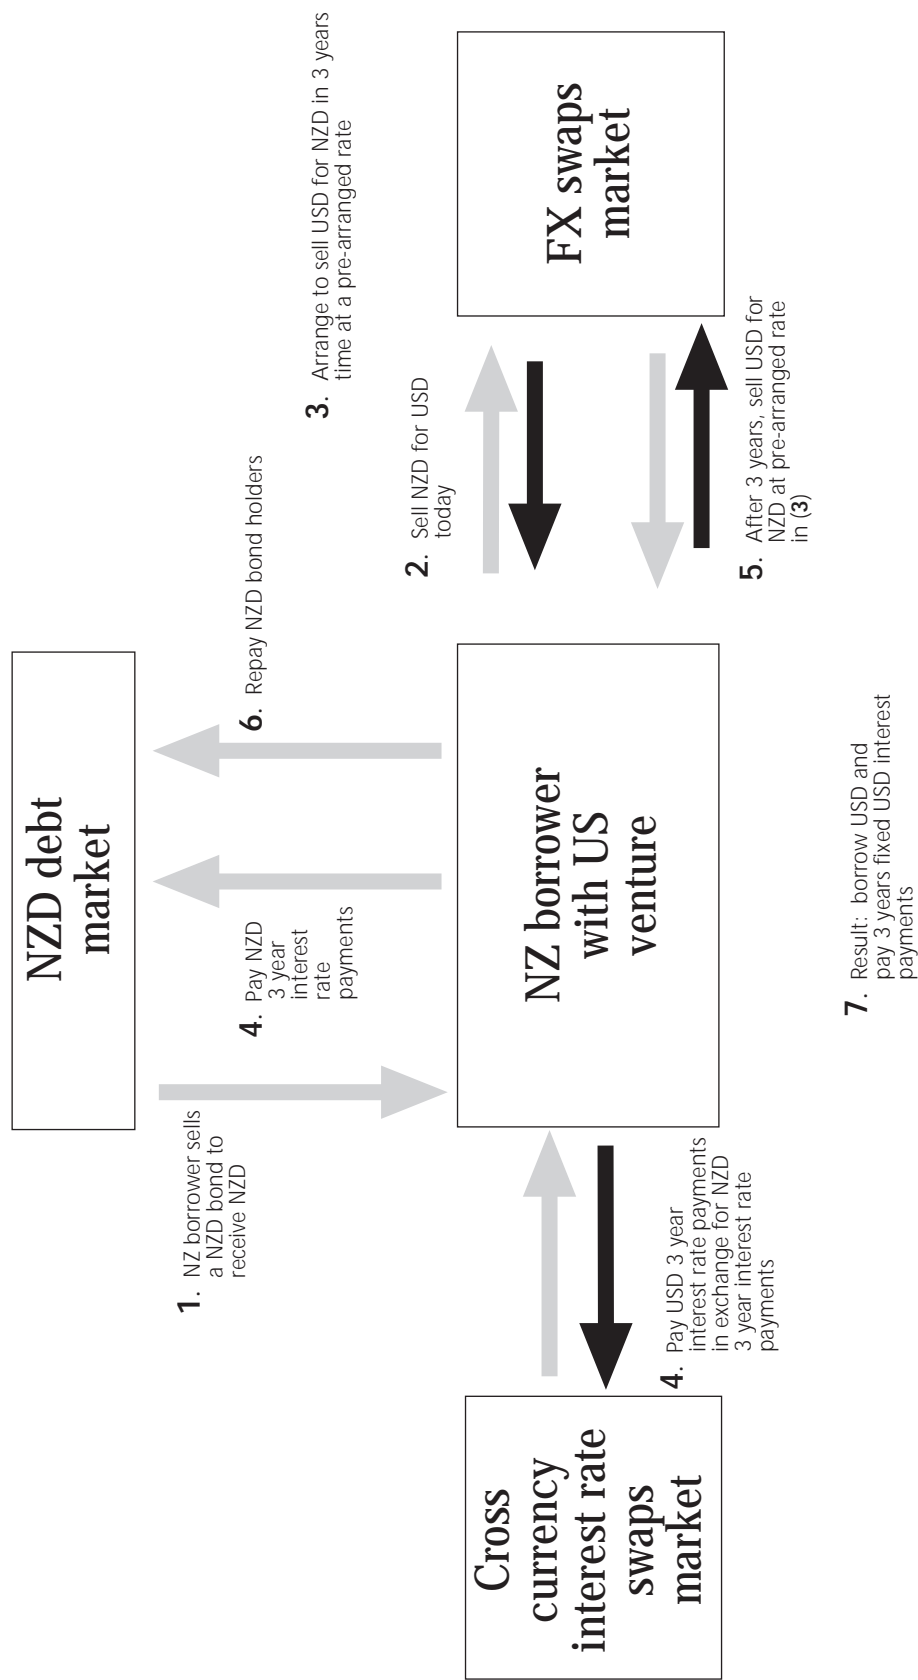 NZD debt
market
1. NZ borrower sells
a NZD bond to
receive NZD
4. Pay NZD
3 year
interest
rate
payments
6. Repay NZD bond holders
3. Arrange to sell USD for NZD in 3 years
time at a pre-arranged rate
2. Sell NZD for USD
today
Cross
currency
interest rate
swaps
market
NZ borrower
with US
venture
FX swaps
market
4. Pay USD 3 year
interest rate payments
in exchange for NZD
3 year interest rate
payments
5. After 3 years, sell USD for
NZD at pre-arranged rate
in (3)
7. Result: borrow USD and
pay 3 years fixed USD interest
payments